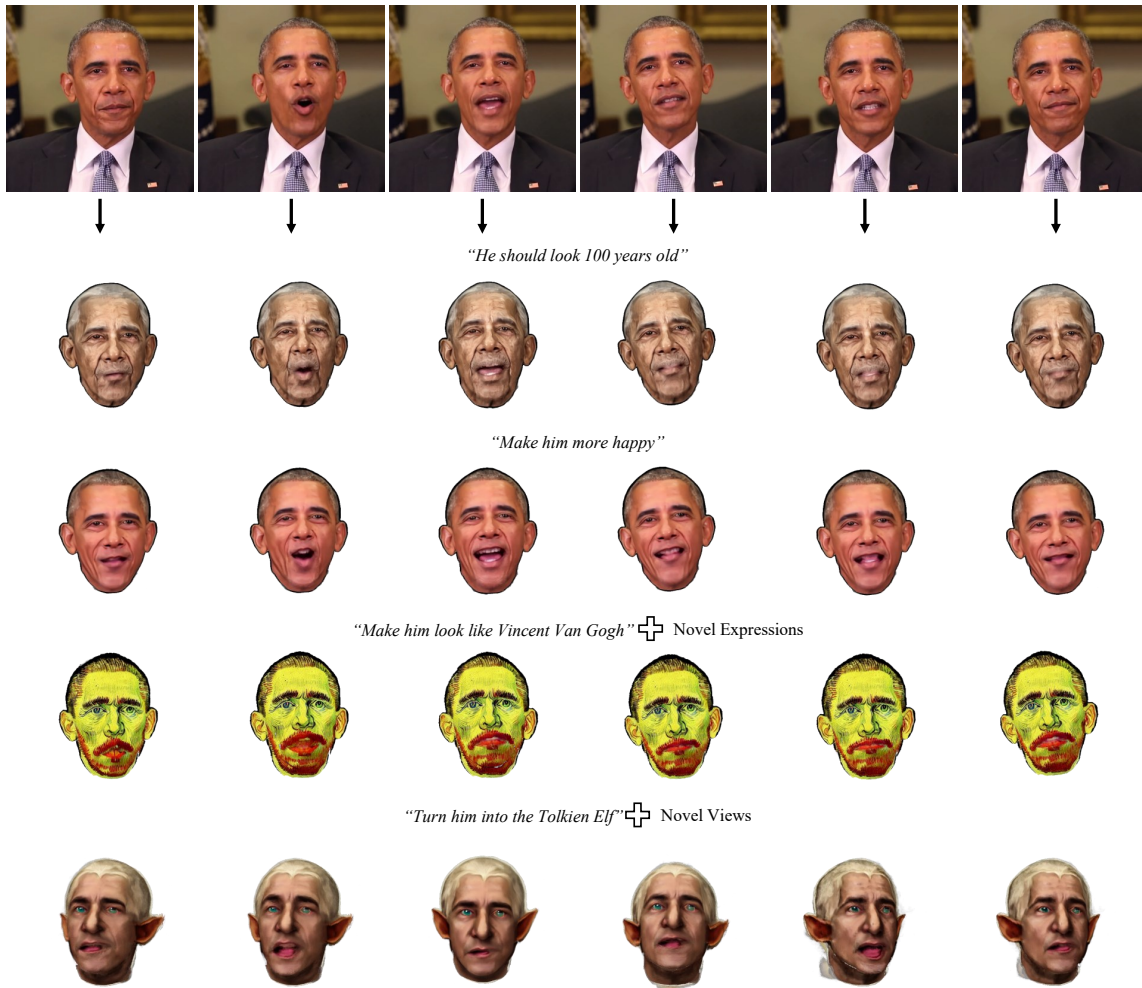 “He should look 100 years old”
“Make him more happy”
“Make him look like Vincent Van Gogh” Novel Expressions
“Turn him into the Tolkien Elf” Novel Views